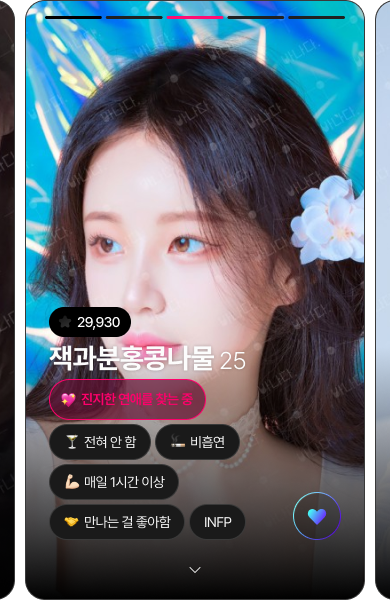 29,930
잭과분홍콩나물 25
진지한 연애를 찾는 중
전혀 안 함
비흡연
매일 1시간 이상
만나는 걸 좋아함
INFP